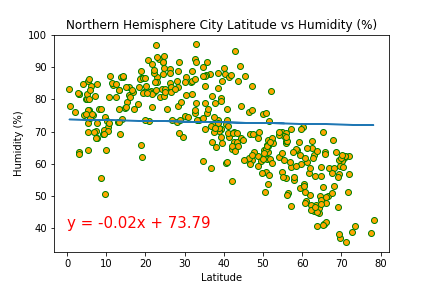 Northern Hemisphere City Latitude vs Humidity (%)
100
90
80
70
60
50
40
Humidity (%)
y = -0.02x + 73.79
0 10 20 30 40 50 60 70 80
Latitude